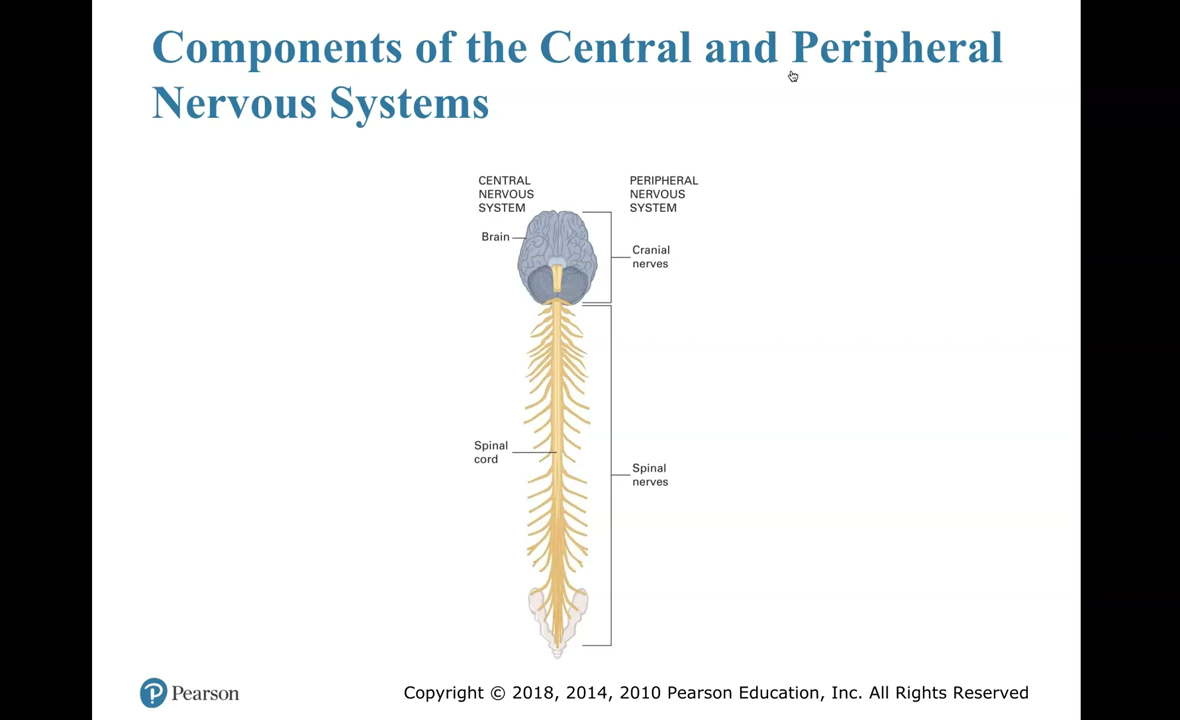 Components of the Central and Peripheral
Nervous Systems
CENTRAL
NERVOUS
SYSTEM
PERIPHERAL
NERVOUS
SYSTEM
Brain
Cranial
nerves
Spinal
cord
Spinal
nerves
Pearson
Copyright © 2018, 2014, 2010 Pearson Education, Inc. All Rights Reserved